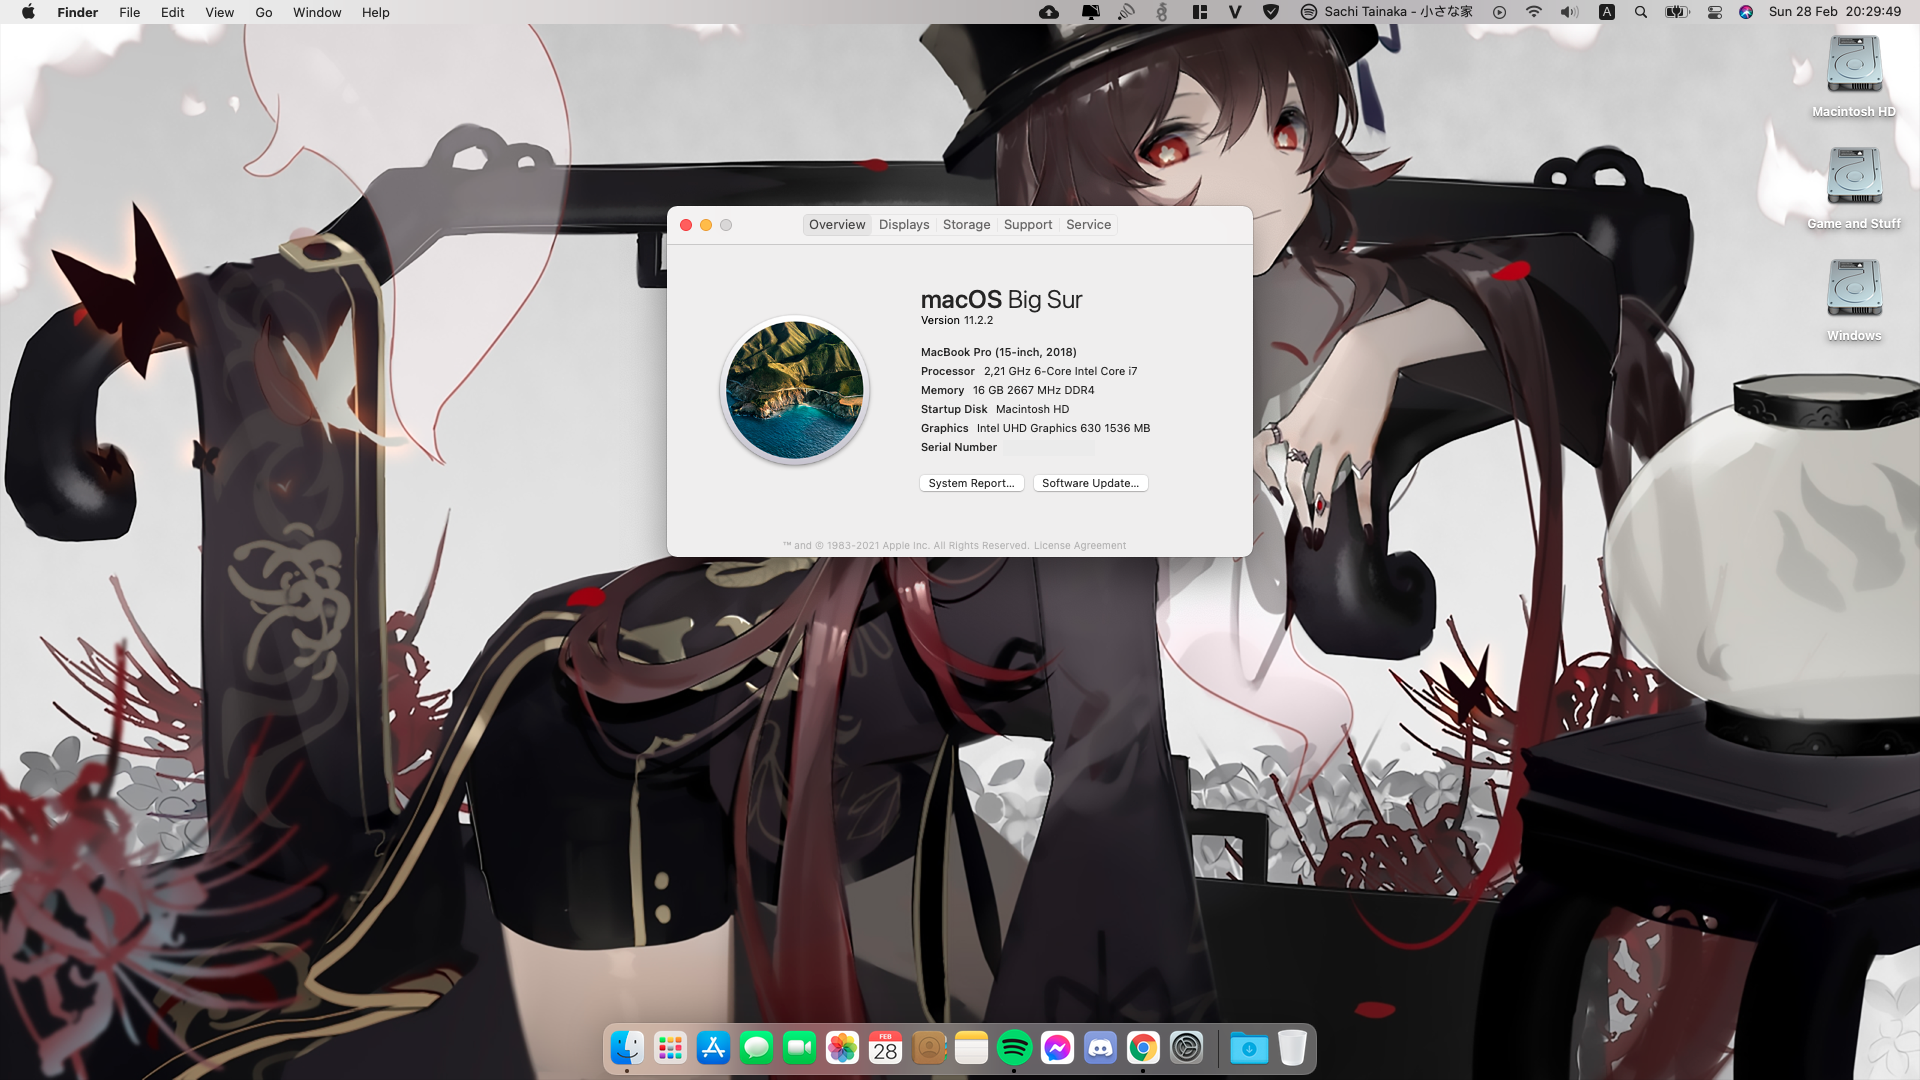 Finder File Edit View Go Window Help
V Sachi Tainaka - 小さな家 A Sun 28 Feb 20:29:49
Macintosh HD
Game and Stuff
Windows
Overview Displays Storage Support Service
macOS Big Sur
Version 11.2.2
MacBook Pro (15-inch, 2018)
Processor 2,21 GHz 6-Core Intel Core i7
Memory 16 GB 2667 MHz DDR4
Startup Disk Macintosh HD
Graphics Intel UHD Graphics 630 1536 MB
Serial Number
System Report... Software Update...
™ and © 1983-2021 Apple Inc. All Rights Reserved. License Agreement
FEB
28